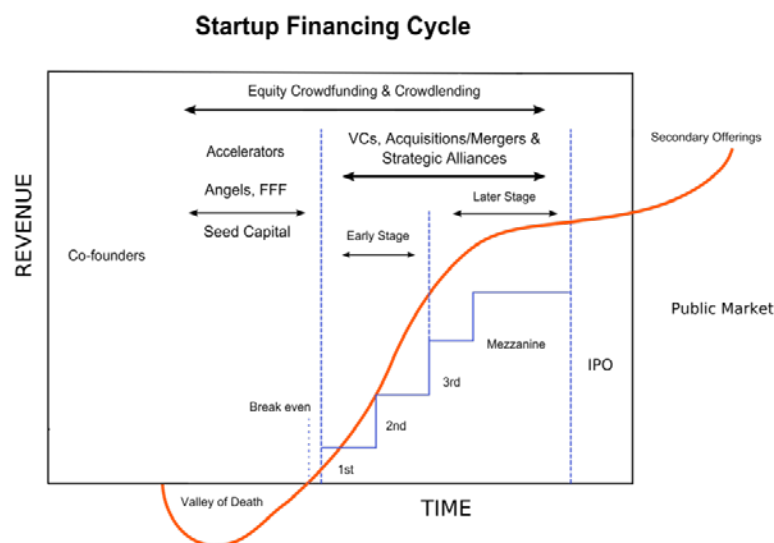 Startup Financing Cycle
Equity Crowdfunding & Crowdlending
VCs, Acquisitions/Mergers &
Strategic Alliances
Accelerators
Angels, FFF
Seed Capital
Later Stage
Early Stage
Secondary Offerings
REVENUE
Co-founders
Public Market
Mezzanine
IPO
3rd
Break even
2nd
1st
Valley of Death
TIME